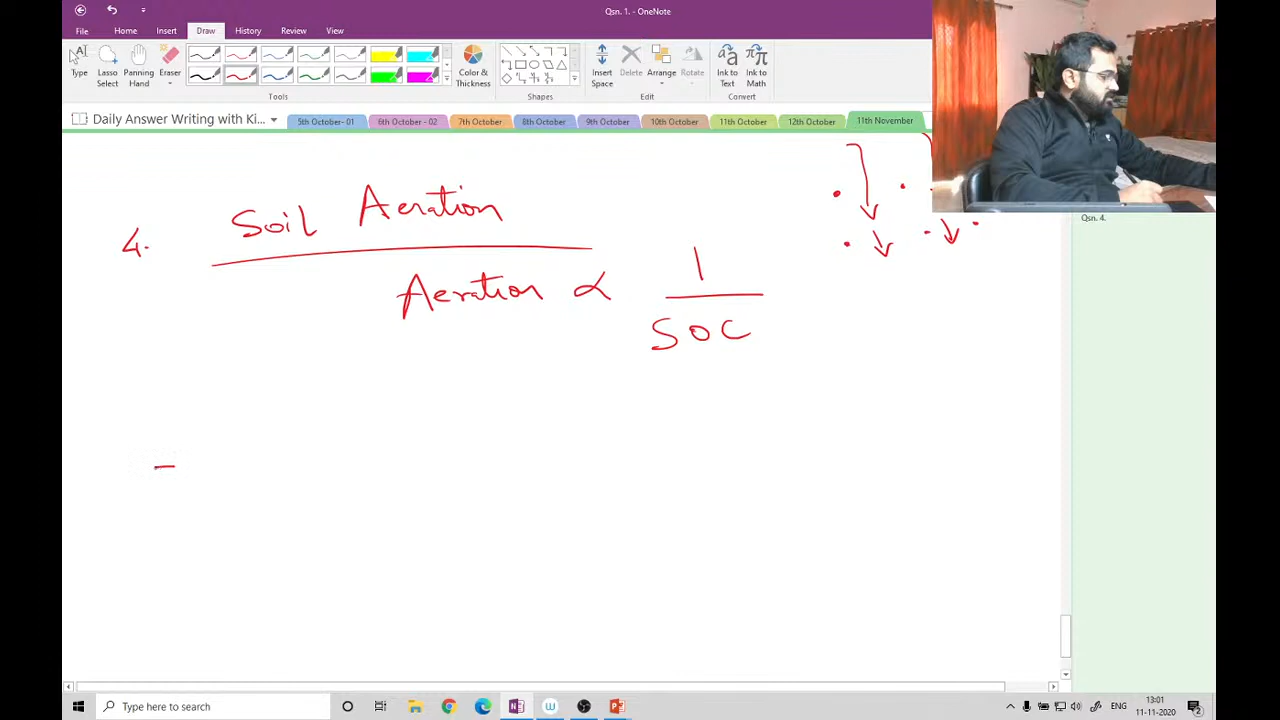 Qsn. 1. - OneNote
File Home Insert Draw History Review View
Type Lasso Select Panning Hand Eraser Color & Thickness Insert Space Delete Arrange Rotate Ink to Text Ink to Math
Tools Shapes Edit Convert
Daily Answer Writing with Ki... 5th October- 01 6th October - 02 7th October 8th October 9th October 10th October 11th October 12th October 11th November
Qsn. 4.
4. Soil Aeration
Aeration ∝ 1
SOC
Type here to search
13:01
11-11-2020
2